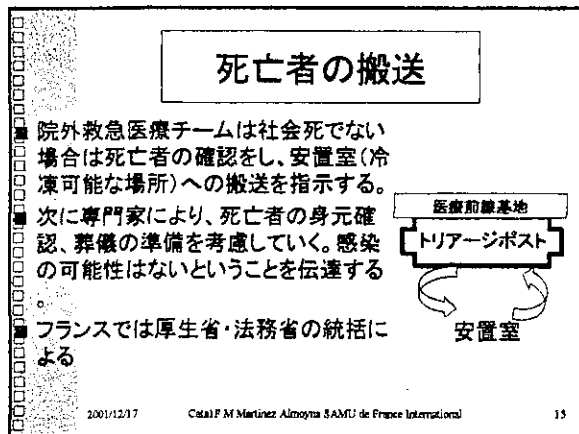 死亡者の搬送
院外救急医療チームは社会死でない
場合は死亡者の確認をし、安置室(冷
凍可能な場所)への搬送を指示する。
次に専門家により、死亡者の身元確
認、葬儀の準備を考慮していく。感染
の可能性はないということを伝達する
。
フランスでは厚生省・法務省の統括に
よる
医療前線基地
トリアージポスト
安置室
2001/12/17
Catal F M Martinez Almoyna SAMU de France International
15